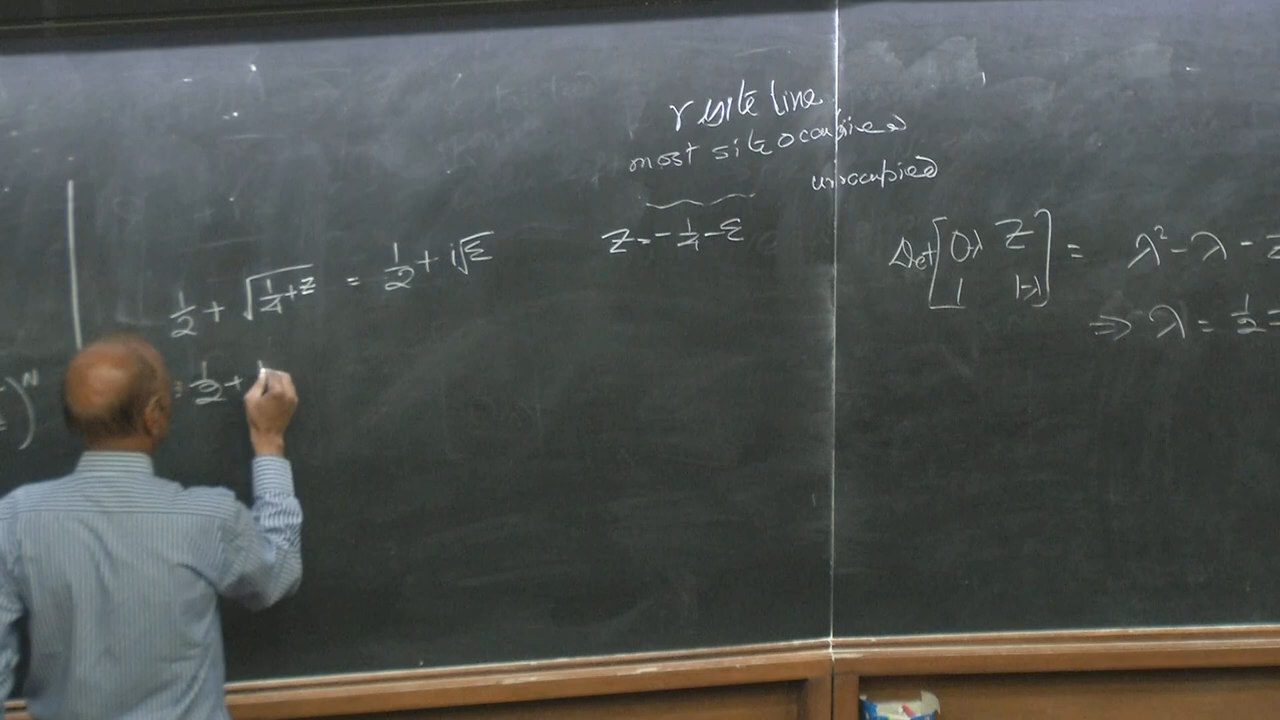 r site line
most site occupied
unoccupied
Z = -1/4 - ε
1/2 + √(1/4 + z) = 1/2 + i√ε
= 1/2 +
)^N
Det [0-λ Z
1 1-λ] = λ² - λ - z
⇒ λ = 1/2 ±